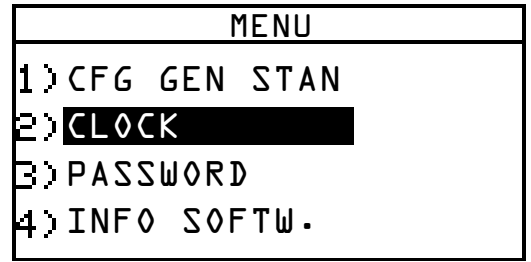 MENU
1) CFG GEN STAN
2) CLOCK
3) PASSWORD
4) INFO SOFTW.